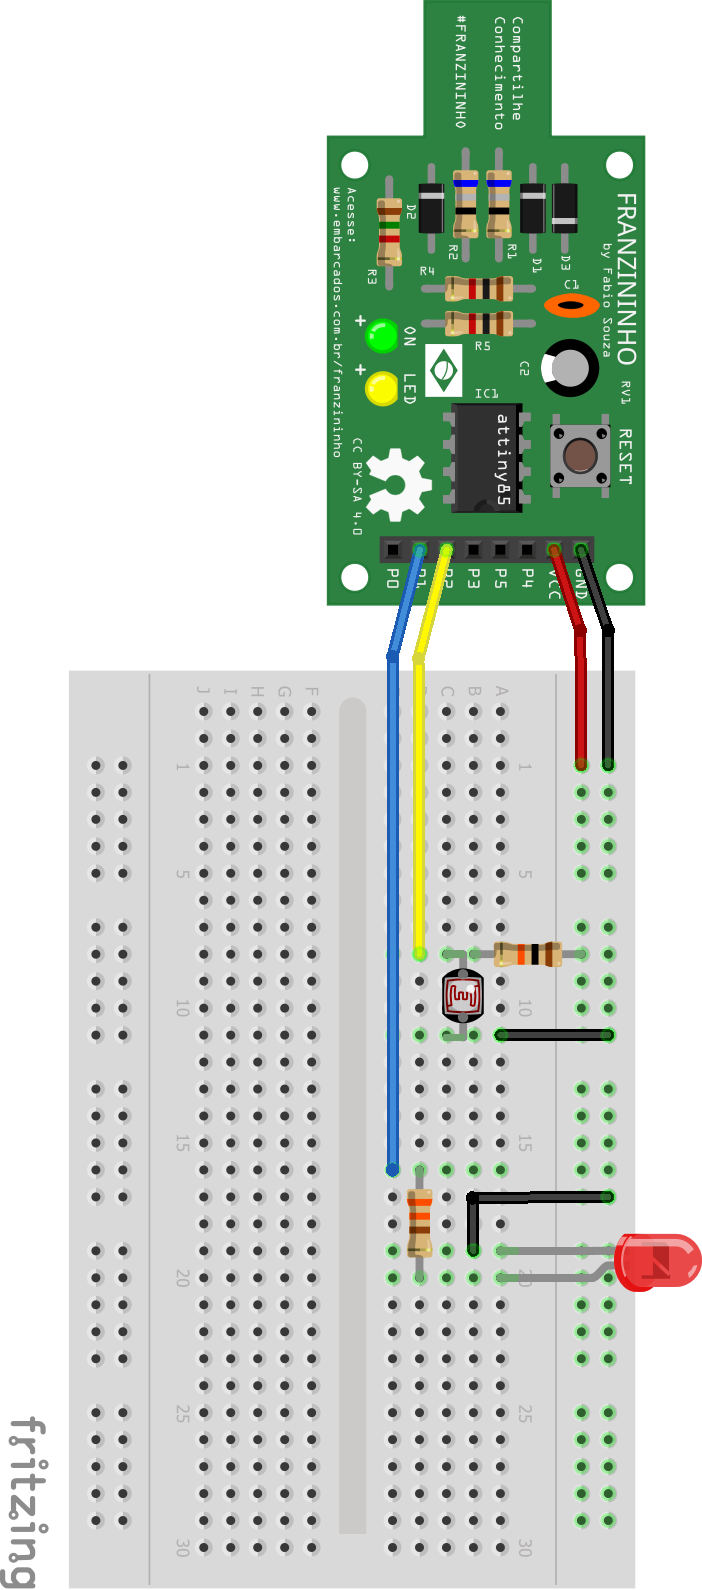 Compartilhe
Conhecimento
#FRANZININHO
FRANZININHO
by Fabio Souza
Acesse:
www.embarcados.com.br/franzininho
D2
R3
R4
R2
R1
D1
D3
C1
R5
C2
RV1
ON
LED
+
+
IC1
attiny85
RESET
CC BY-SA 4.0
P0
P1
P2
P3
P5
P4
VCC
GND
J I H G F C B A
1 1
5 5
10 10
15 15
20 20
25 25
30 30
fritzing